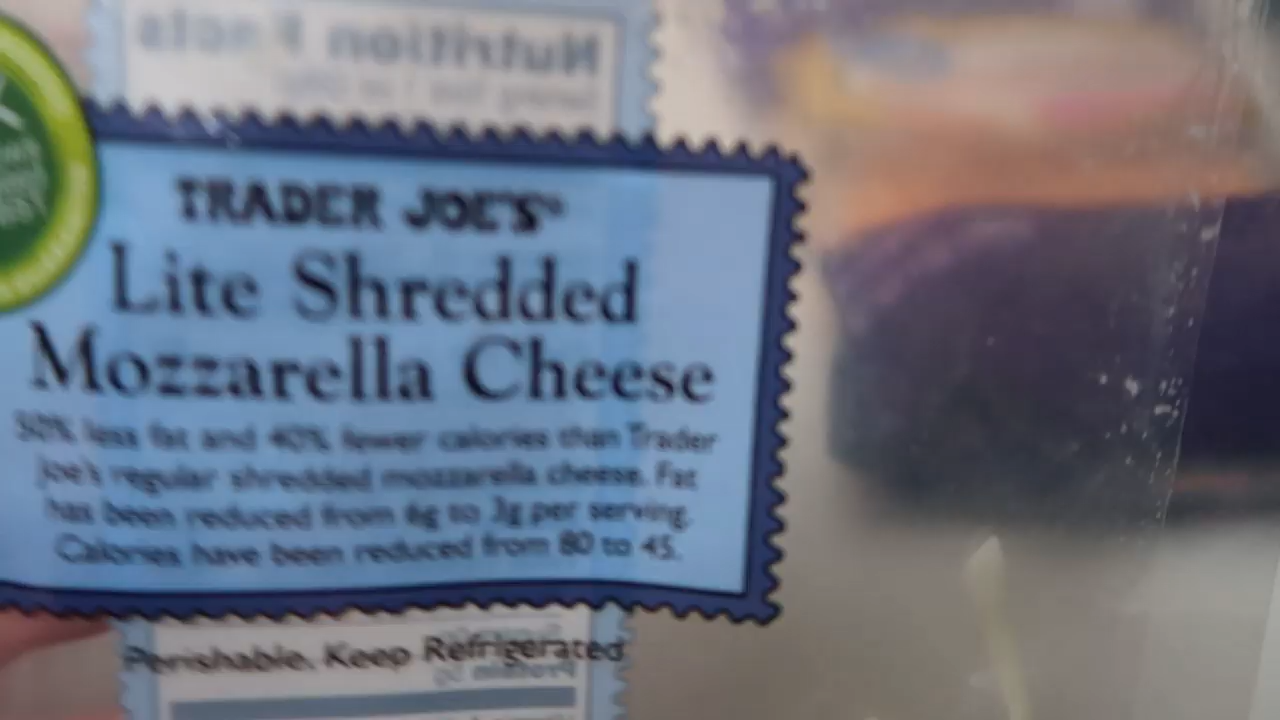 Nutrition Facts
TRADER JOE'S®
Lite Shredded
Mozzarella Cheese
50% less fat and 40% fewer calories than Trader
Joe's regular shredded mozzarella cheese. Fat
has been reduced from 6g to 3g per serving.
Calories have been reduced from 80 to 45.
Perishable. Keep Refrigerated